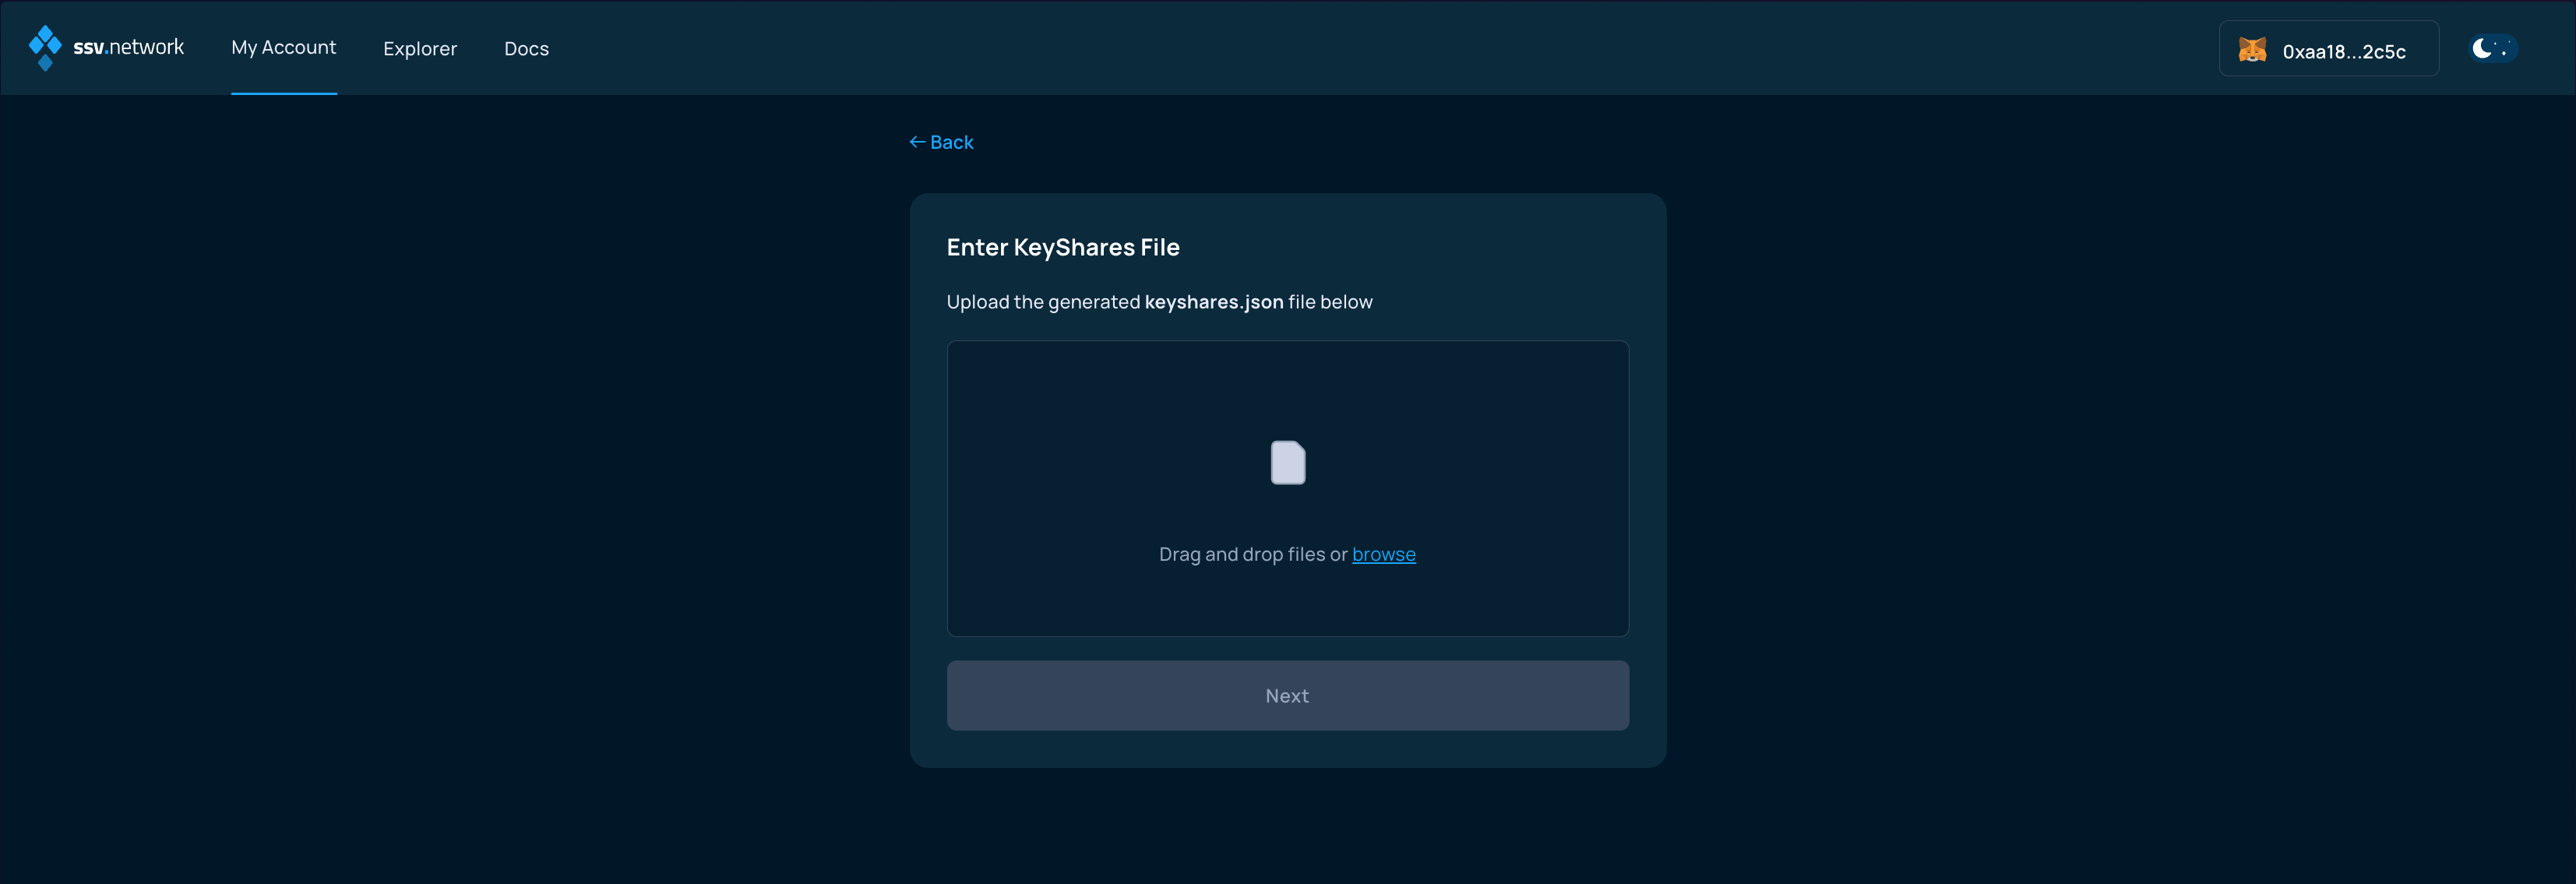 ssv.network
My Account
Explorer
Docs
0xaa18...2c5c
← Back
Enter KeyShares File
Upload the generated keyshares.json file below
Drag and drop files or browse
Next